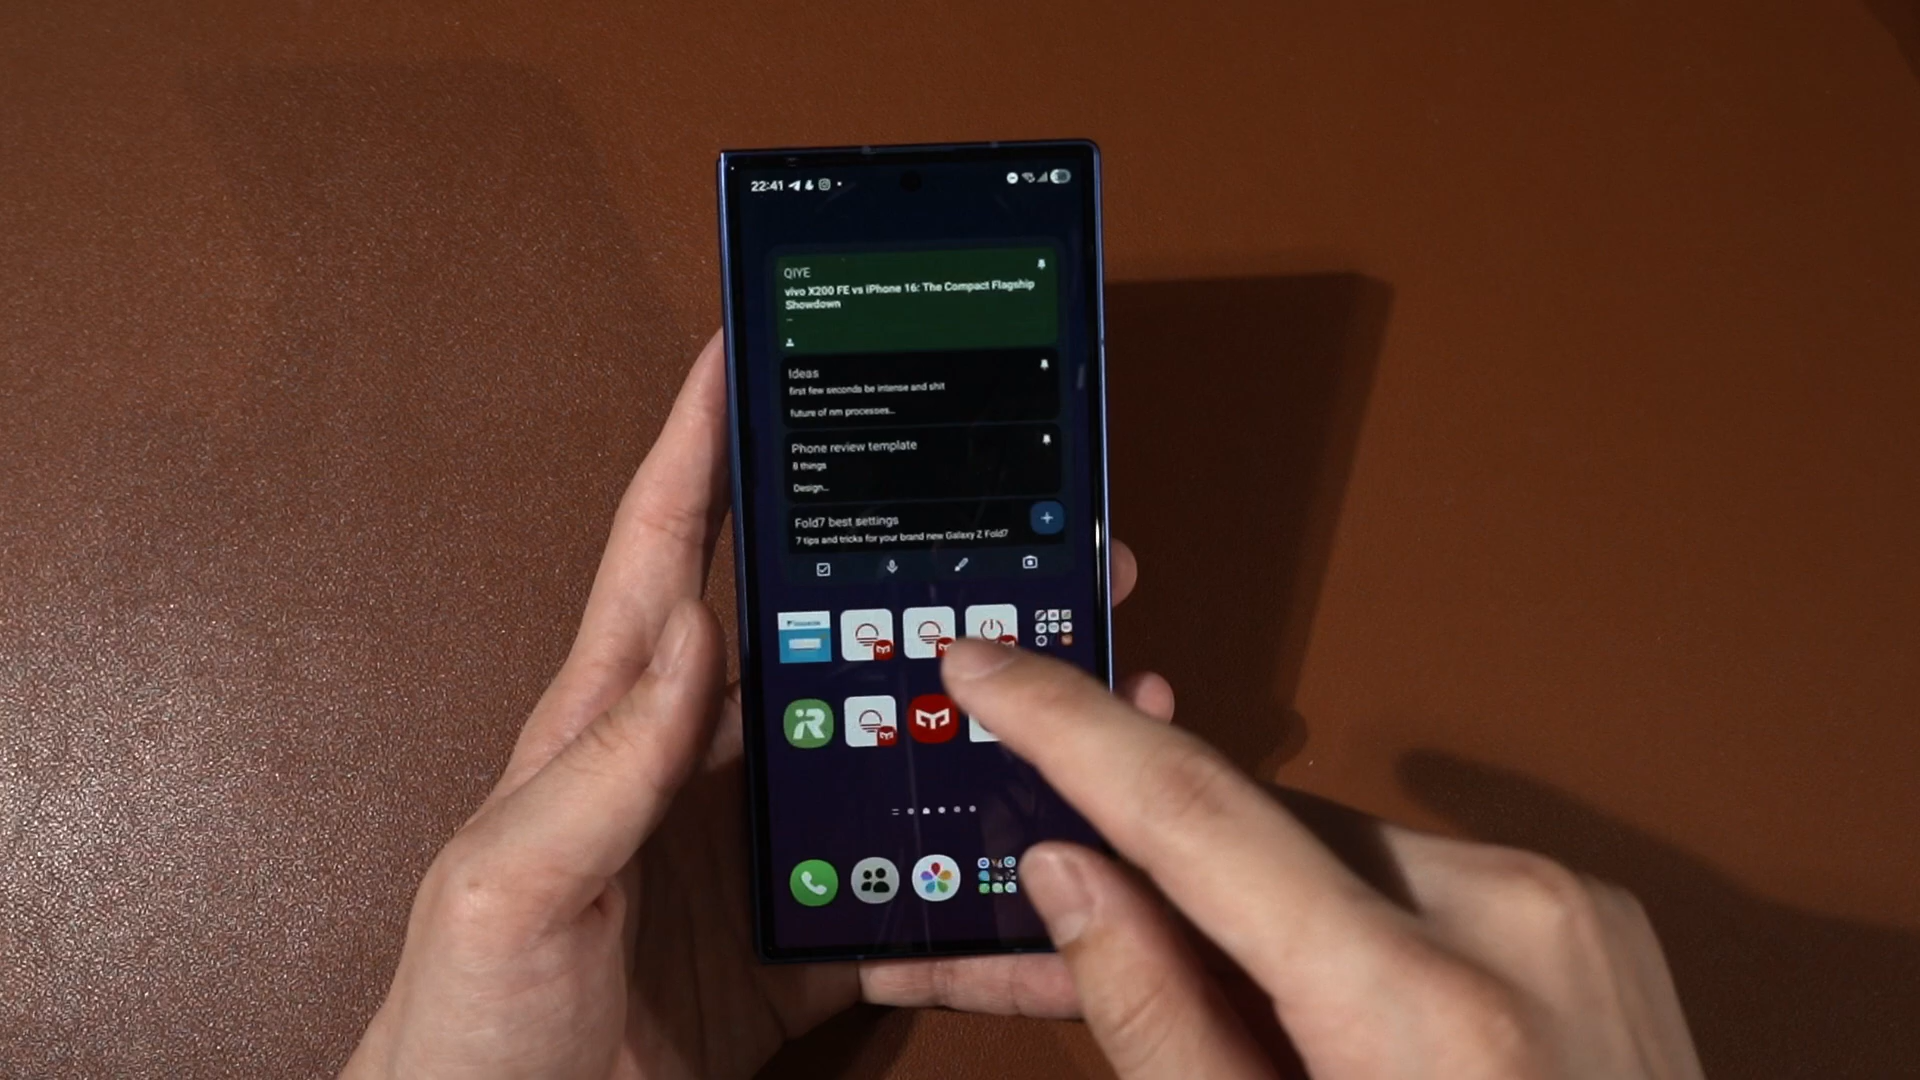 22:41
QIYE
vivo X200 FE vs iPhone 16: The Compact Flagship
Showdown
...
Ideas
first few seconds be intense and shit
future of nm processes...
Phone review template
8 things
Design...
Fold7 best settings
7 tips and tricks for your brand new Galaxy Z Fold7
iR